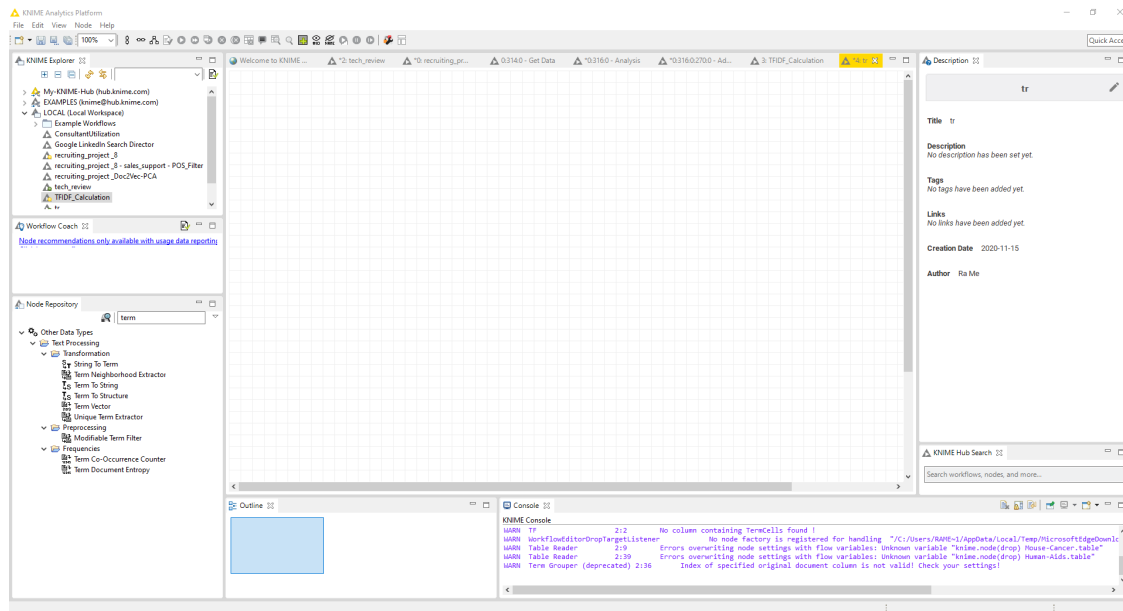 KNIME Analytics Platform
File Edit View Node Help
100%
Quick Acce
KNIME Explorer
My-KNIME-Hub (hub.knime.com)
EXAMPLES (knime@hub.knime.com)
LOCAL (Local Workspace)
Example Workflows
ConsultantUtilization
Google LinkedIn Search Director
recruiting_project _8
recruiting_project _8 - sales_support - POS_Filter
recruiting_project _Doc2Vec-PCA
tech_review
TFIDF_Calculation
tr
Workflow Coach
Node recommendations only available with usage data reporting
Node Repository
term
Other Data Types
Text Processing
Transformation
String To Term
Term Neighborhood Extractor
Term To String
Term To Structure
Term Vector
Unique Term Extractor
Preprocessing
Modifiable Term Filter
Frequencies
Term Co-Occurrence Counter
Term Document Entropy
Welcome to KNIME ... *2: tech_review *0: recruiting_pr... 0:314:0 - Get Data *0:316:0 - Analysis *0:316:0:270:0 - Ad... 3: TFIDF_Calculation *4: tr
Outline
Console
KNIME Console
WARN TF 2:2 No column containing TermCells found !
WARN WorkflowEditorDropTargetListener No node factory is registered for handling "/C:/Users/RAME~1/AppData/Local/Temp/MicrosoftEdgeDownlo
WARN Table Reader 2:9 Errors overwriting node settings with flow variables: Unknown variable "knime.node(drop) Mouse-Cancer.table"
WARN Table Reader 2:39 Errors overwriting node settings with flow variables: Unknown variable "knime.node(drop) Human-Aids.table"
WARN Term Grouper (deprecated) 2:36 Index of specified original document column is not valid! Check your settings!
Description
tr
Title tr
Description
No description has been set yet.
Tags
No tags have been added yet.
Links
No links have been added yet.
Creation Date 2020-11-15
Author Ra Me
KNIME Hub Search
Search workflows, nodes, and more...